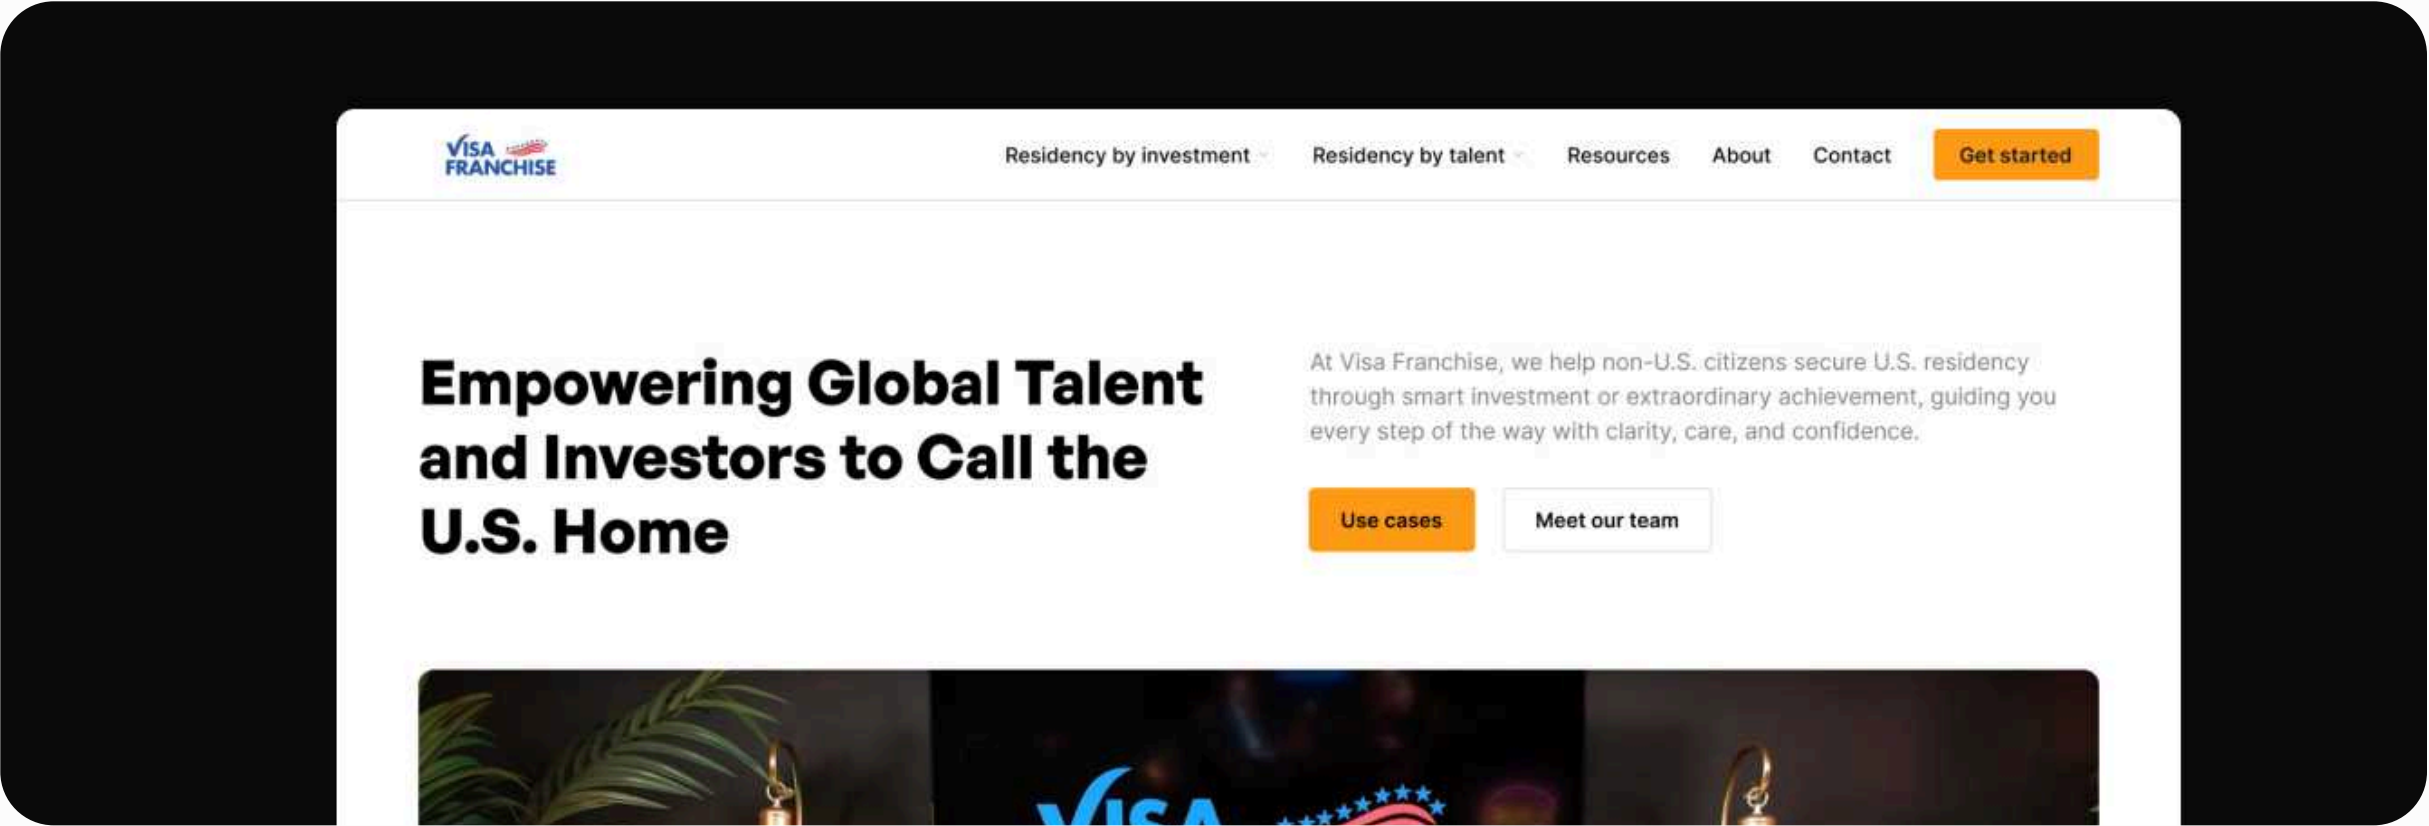 VISA
FRANCHISE
Residency by investment
Residency by talent
Resources
About
Contact
Get started
Empowering Global Talent
and Investors to Call the
U.S. Home
At Visa Franchise, we help non-U.S. citizens secure U.S. residency
through smart investment or extraordinary achievement, guiding you
every step of the way with clarity, care, and confidence.
Use cases
Meet our team
VISA